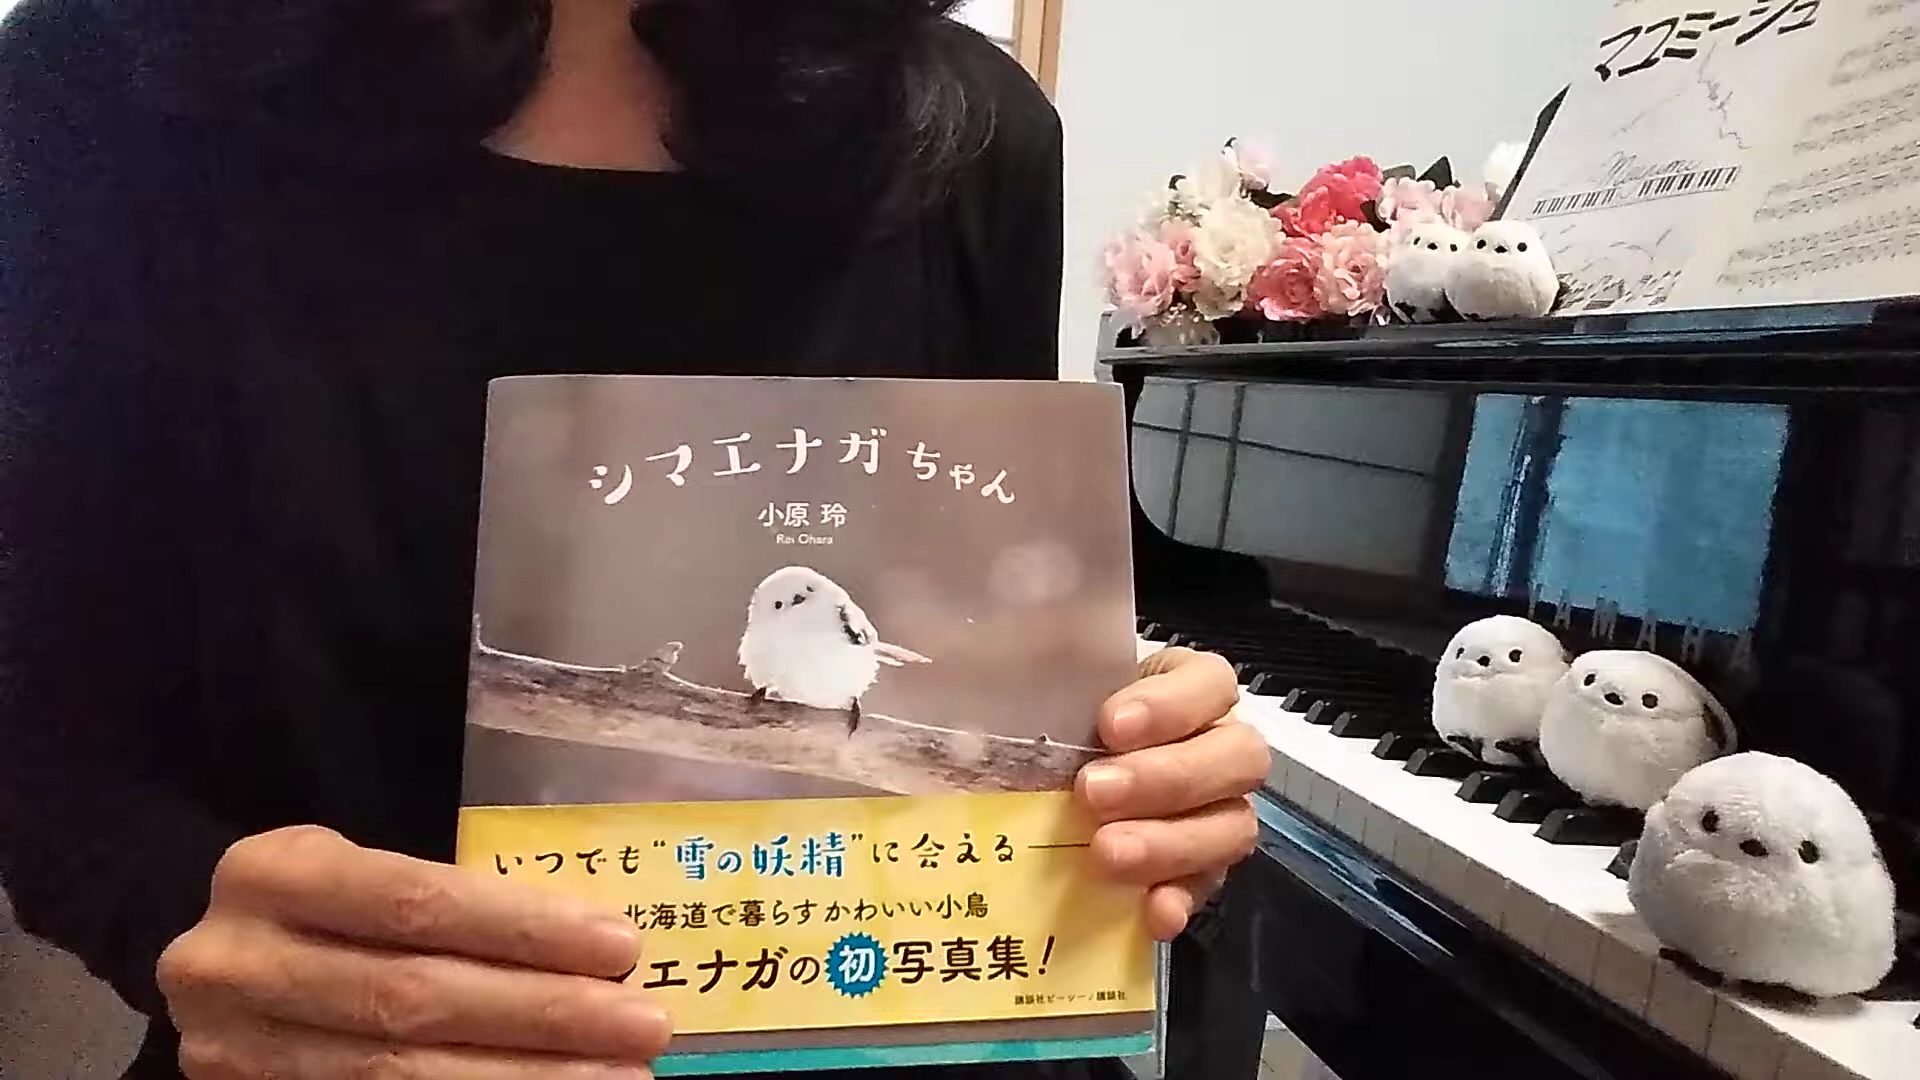 シマエナガちゃん
小原 玲
Rei Ohara
いつでも“雪の妖精”に会える――
北海道で暮らすかわいい小鳥
エナガの初写真集!
講談社ビーシー/講談社
マコミーシュ
YAMAHA